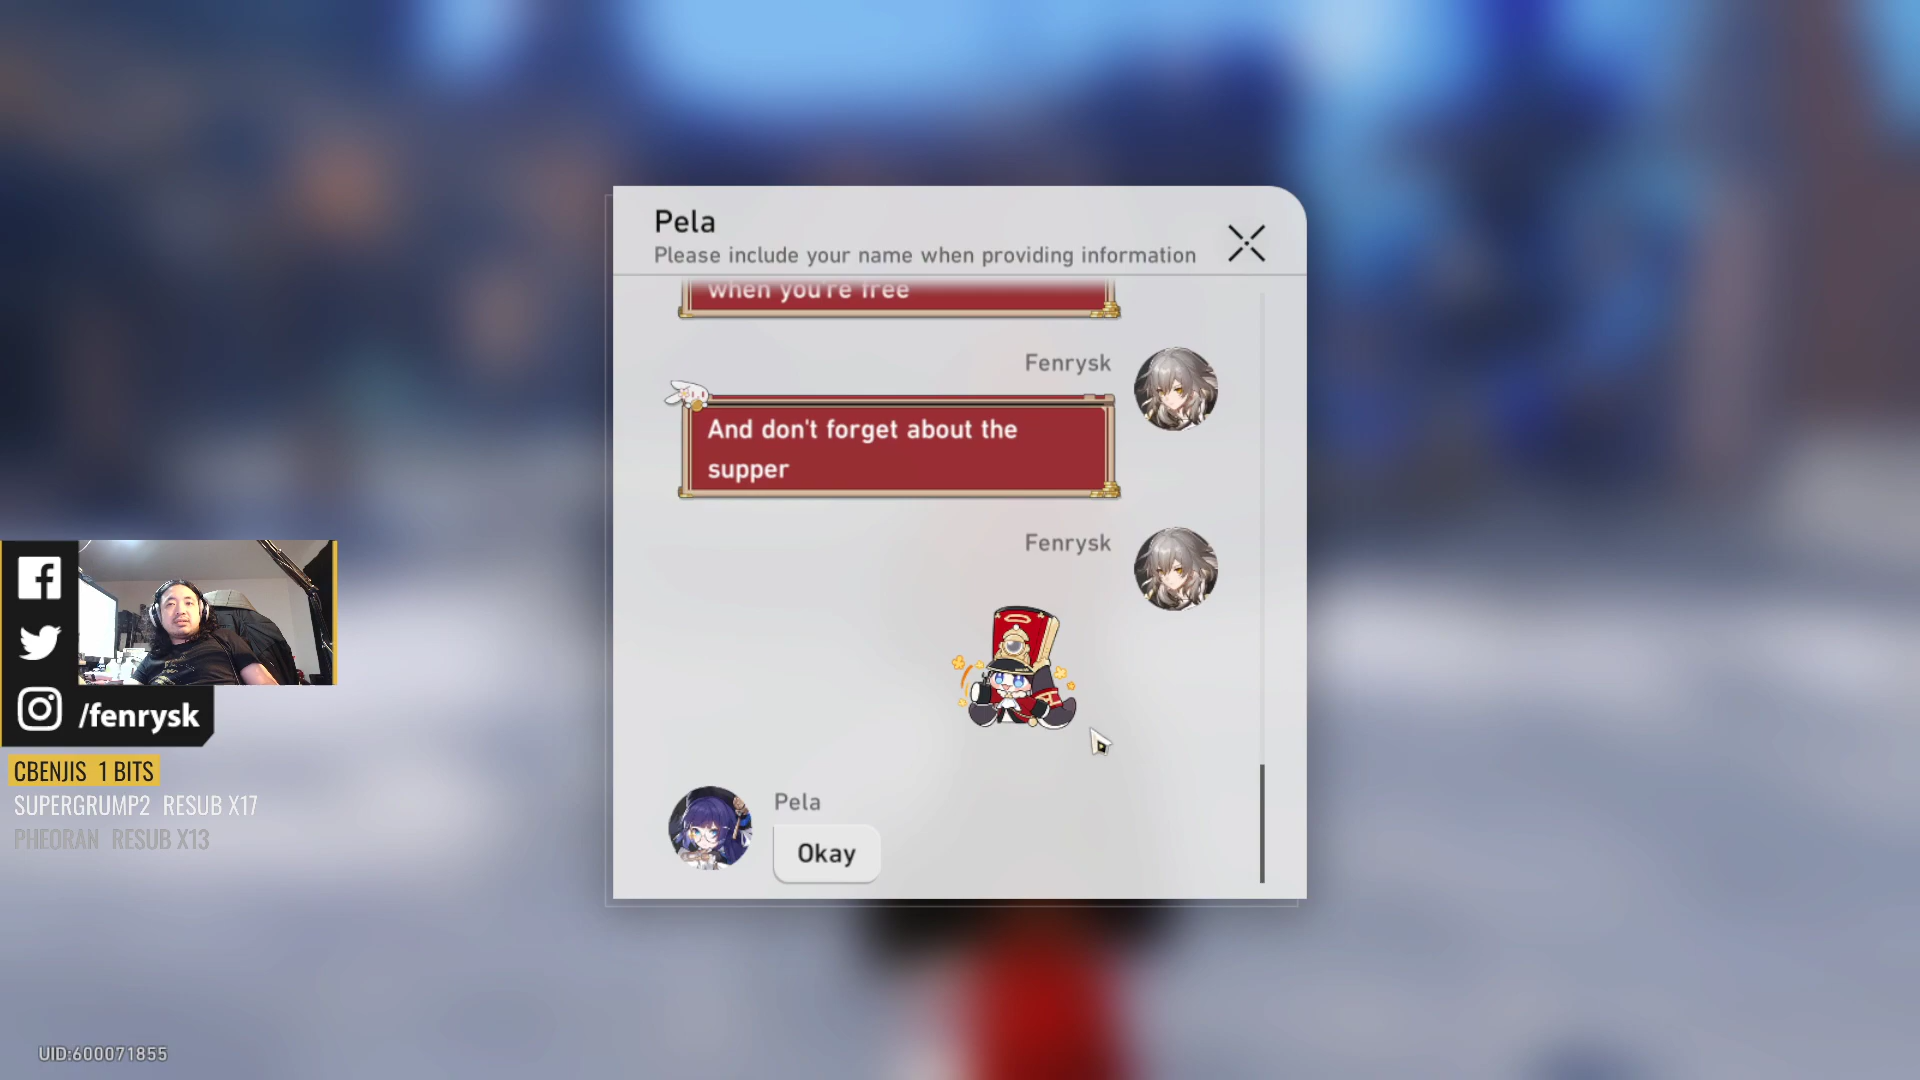 Pela
Please include your name when providing information
when you're free
Fenrysk
And don't forget about the
supper
Fenrysk
Pela
Okay
/fenrysk
CBENJIS 1 BITS
SUPERGRUMP2 RESUB X17
PHEORAN RESUB X13
UID:600071855